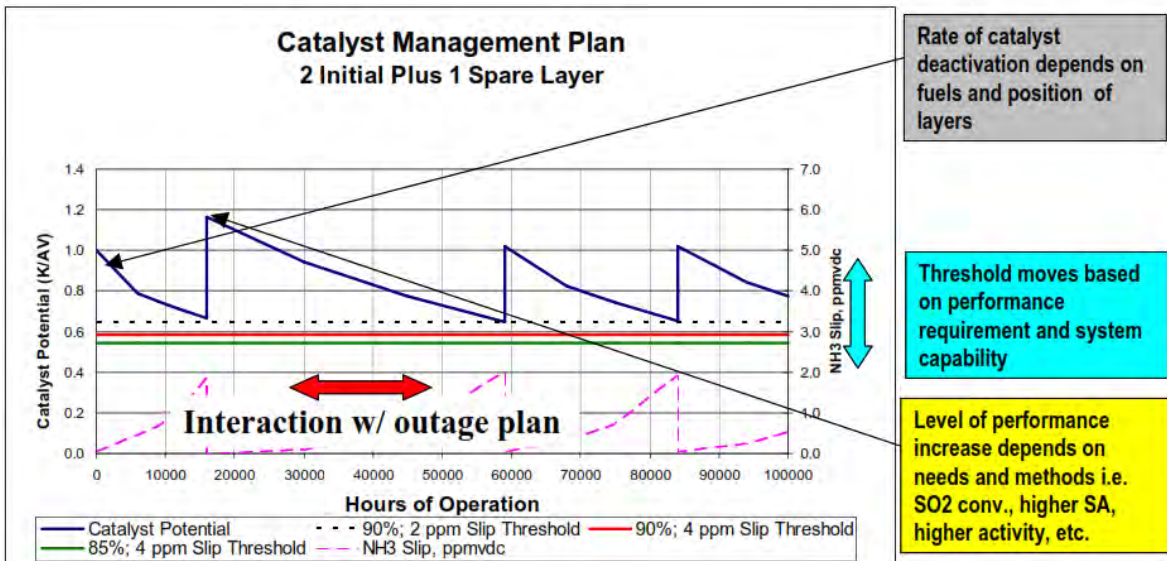 Catalyst Management Plan
2 Initial Plus 1 Spare Layer
Catalyst Potential (K/AV)
1.4
1.2
1.0
0.8
0.6
0.4
0.2
0.0
7.0
6.0
5.0
4.0
3.0
2.0
1.0
0.0
NH3 Slip, ppmvdc
Interaction w/ outage plan
0 10000 20000 30000 40000 50000 60000 70000 80000 90000 100000
Hours of Operation
Catalyst Potential
90%; 2 ppm Slip Threshold
90%; 4 ppm Slip Threshold
85%; 4 ppm Slip Threshold
NH3 Slip, ppmvdc
Rate of catalyst
deactivation depends on
fuels and position of
layers
Threshold moves based
on performance
requirement and system
capability
Level of performance
increase depends on
needs and methods i.e.
SO2 conv., higher SA,
higher activity, etc.